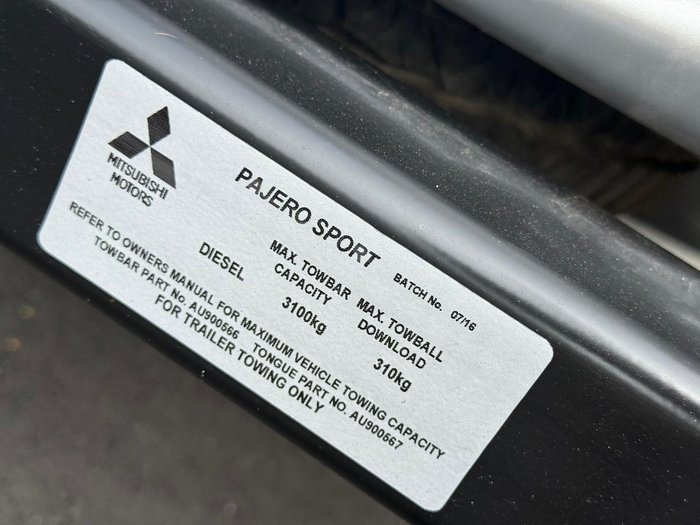 MITSUBISHI
MOTORS
PAJERO SPORT
BATCH No. 07/16
DIESEL
MAX. TOWBAR
CAPACITY
3100kg
MAX. TOWBALL
DOWNLOAD
310kg
REFER TO OWNERS MANUAL FOR MAXIMUM VEHICLE TOWING CAPACITY
TOWBAR PART No. AU900566 TONGUE PART NO. AU900567
FOR TRAILER TOWING ONLY